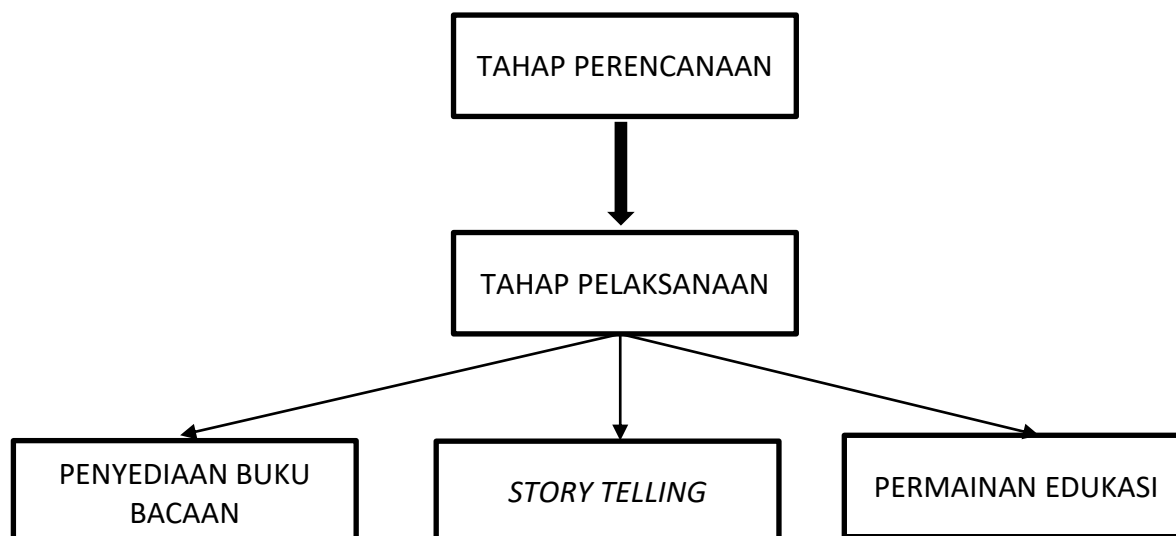 TAHAP PERENCANAAN
TAHAP PELAKSANAAN
PENYEDIAAN BUKU
BACAAN
STORY TELLING
PERMAINAN EDUKASI